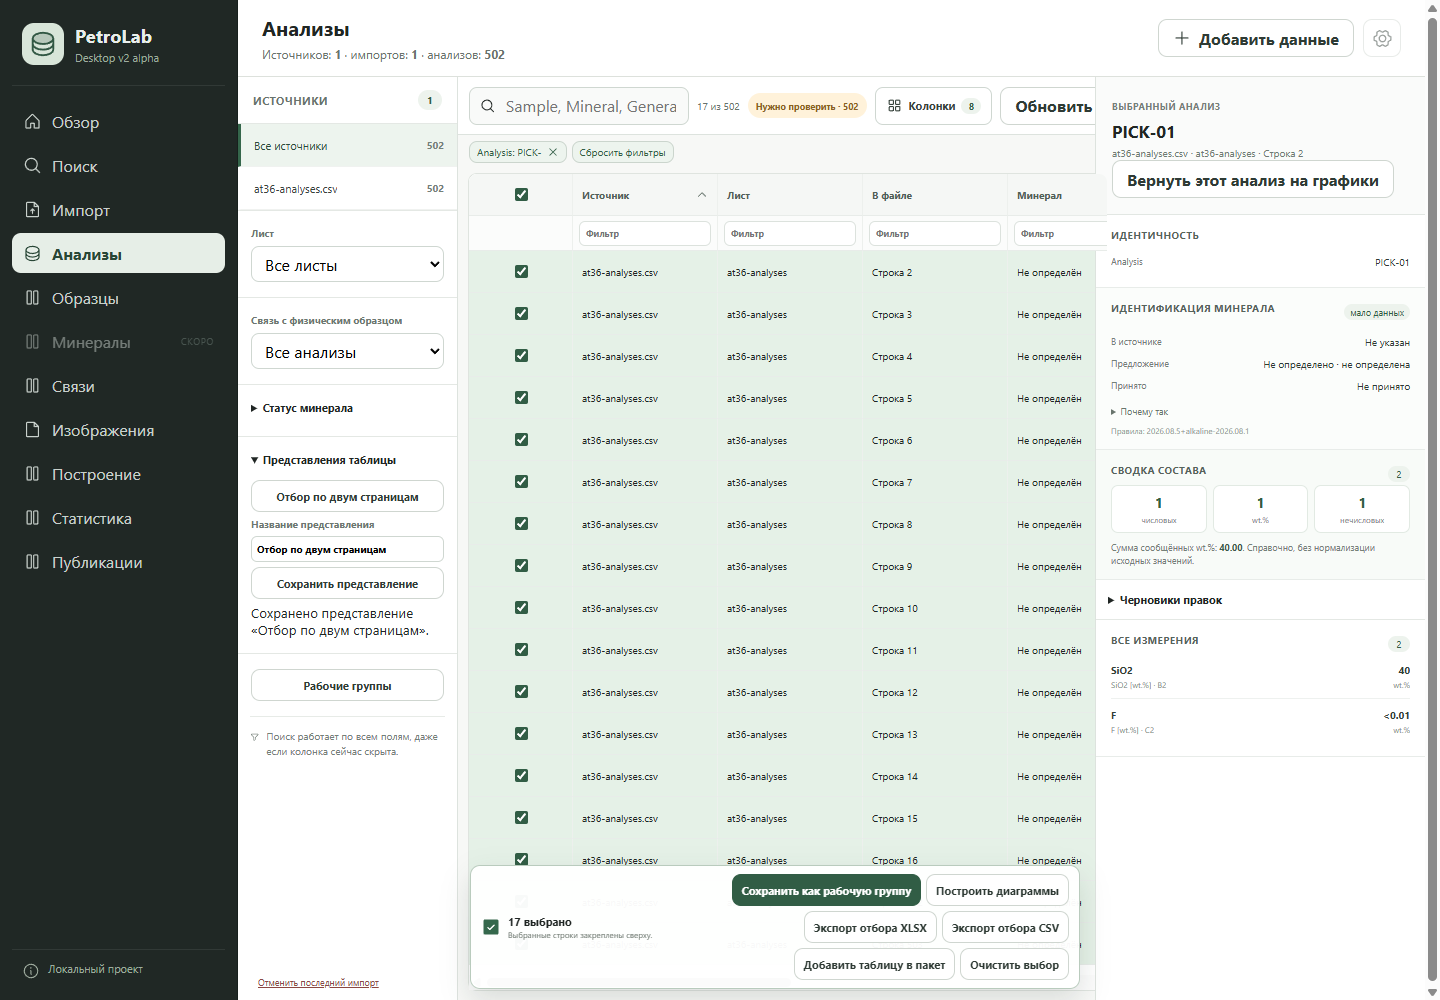 PetroLab
Desktop v2 alpha
Обзор
Поиск
Импорт
Анализы
Образцы
Минералы СКОРО
Связи
Изображения
Построение
Статистика
Публикации
Локальный проект
Анализы
Источников: 1 · импортов: 1 · анализов: 502
Добавить данные
ИСТОЧНИКИ 1
Все источники 502
at36-analyses.csv 502
Лист
Все листы
Связь с физическим образцом
Все анализы
Статус минерала
Представления таблицы
Отбор по двум страницам
Название представления
Отбор по двум страницам
Сохранить представление
Сохранено представление
«Отбор по двум страницам».
Рабочие группы
Поиск работает по всем полям, даже
если колонка сейчас скрыта.
Отменить последний импорт
Sample, Mineral, Genera 17 из 502 Нужно проверить · 502 Колонки 8 Обновить
Analysis: PICK- Сбросить фильтры
Источник Лист В файле Минерал
Фильтр Фильтр Фильтр Фильтр
at36-analyses.csv at36-analyses Строка 2 Не определён
at36-analyses.csv at36-analyses Строка 3 Не определён
at36-analyses.csv at36-analyses Строка 4 Не определён
at36-analyses.csv at36-analyses Строка 5 Не определён
at36-analyses.csv at36-analyses Строка 6 Не определён
at36-analyses.csv at36-analyses Строка 7 Не определён
at36-analyses.csv at36-analyses Строка 8 Не определён
at36-analyses.csv at36-analyses Строка 9 Не определён
at36-analyses.csv at36-analyses Строка 10 Не определён
at36-analyses.csv at36-analyses Строка 11 Не определён
at36-analyses.csv at36-analyses Строка 12 Не определён
at36-analyses.csv at36-analyses Строка 13 Не определён
at36-analyses.csv at36-analyses Строка 14 Не определён
at36-analyses.csv at36-analyses Строка 15 Не определён
at36-analyses.csv at36-analyses Строка 16 Не определён
17 выбрано
Выбранные строки закреплены сверху.
Сохранить как рабочую группу Построить диаграммы
Экспорт отбора XLSX Экспорт отбора CSV
Добавить таблицу в пакет Очистить выбор
ВЫБРАННЫЙ АНАЛИЗ
PICK-01
at36-analyses.csv · at36-analyses · Строка 2
Вернуть этот анализ на графики
ИДЕНТИЧНОСТЬ
Analysis PICK-01
ИДЕНТИФИКАЦИЯ МИНЕРАЛА мало данных
В источнике Не указан
Предложение Не определено · не определена
Принято Не принято
Почему так
Правила: 2026.08.5+alkaline-2026.08.1
СВОДКА СОСТАВА 2
1 1 1
числовых wt.% нечисловых
Сумма сообщённых wt.%: 40.00. Справочно, без нормализации
исходных значений.
Черновики правок
ВСЕ ИЗМЕРЕНИЯ 2
SiO2 40
SiO2 [wt.%] · B2 wt.%
F <0.01
F [wt.%] · C2 wt.%